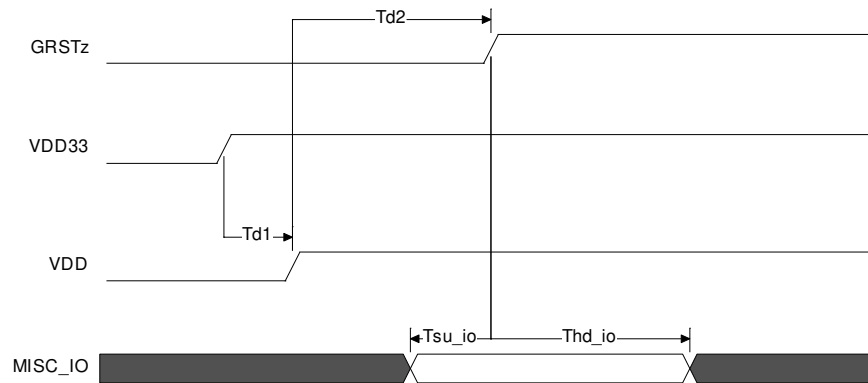 Td2
GRSTz
VDD33
Td1
VDD
Tsu_io
Thd_io
MISC_IO